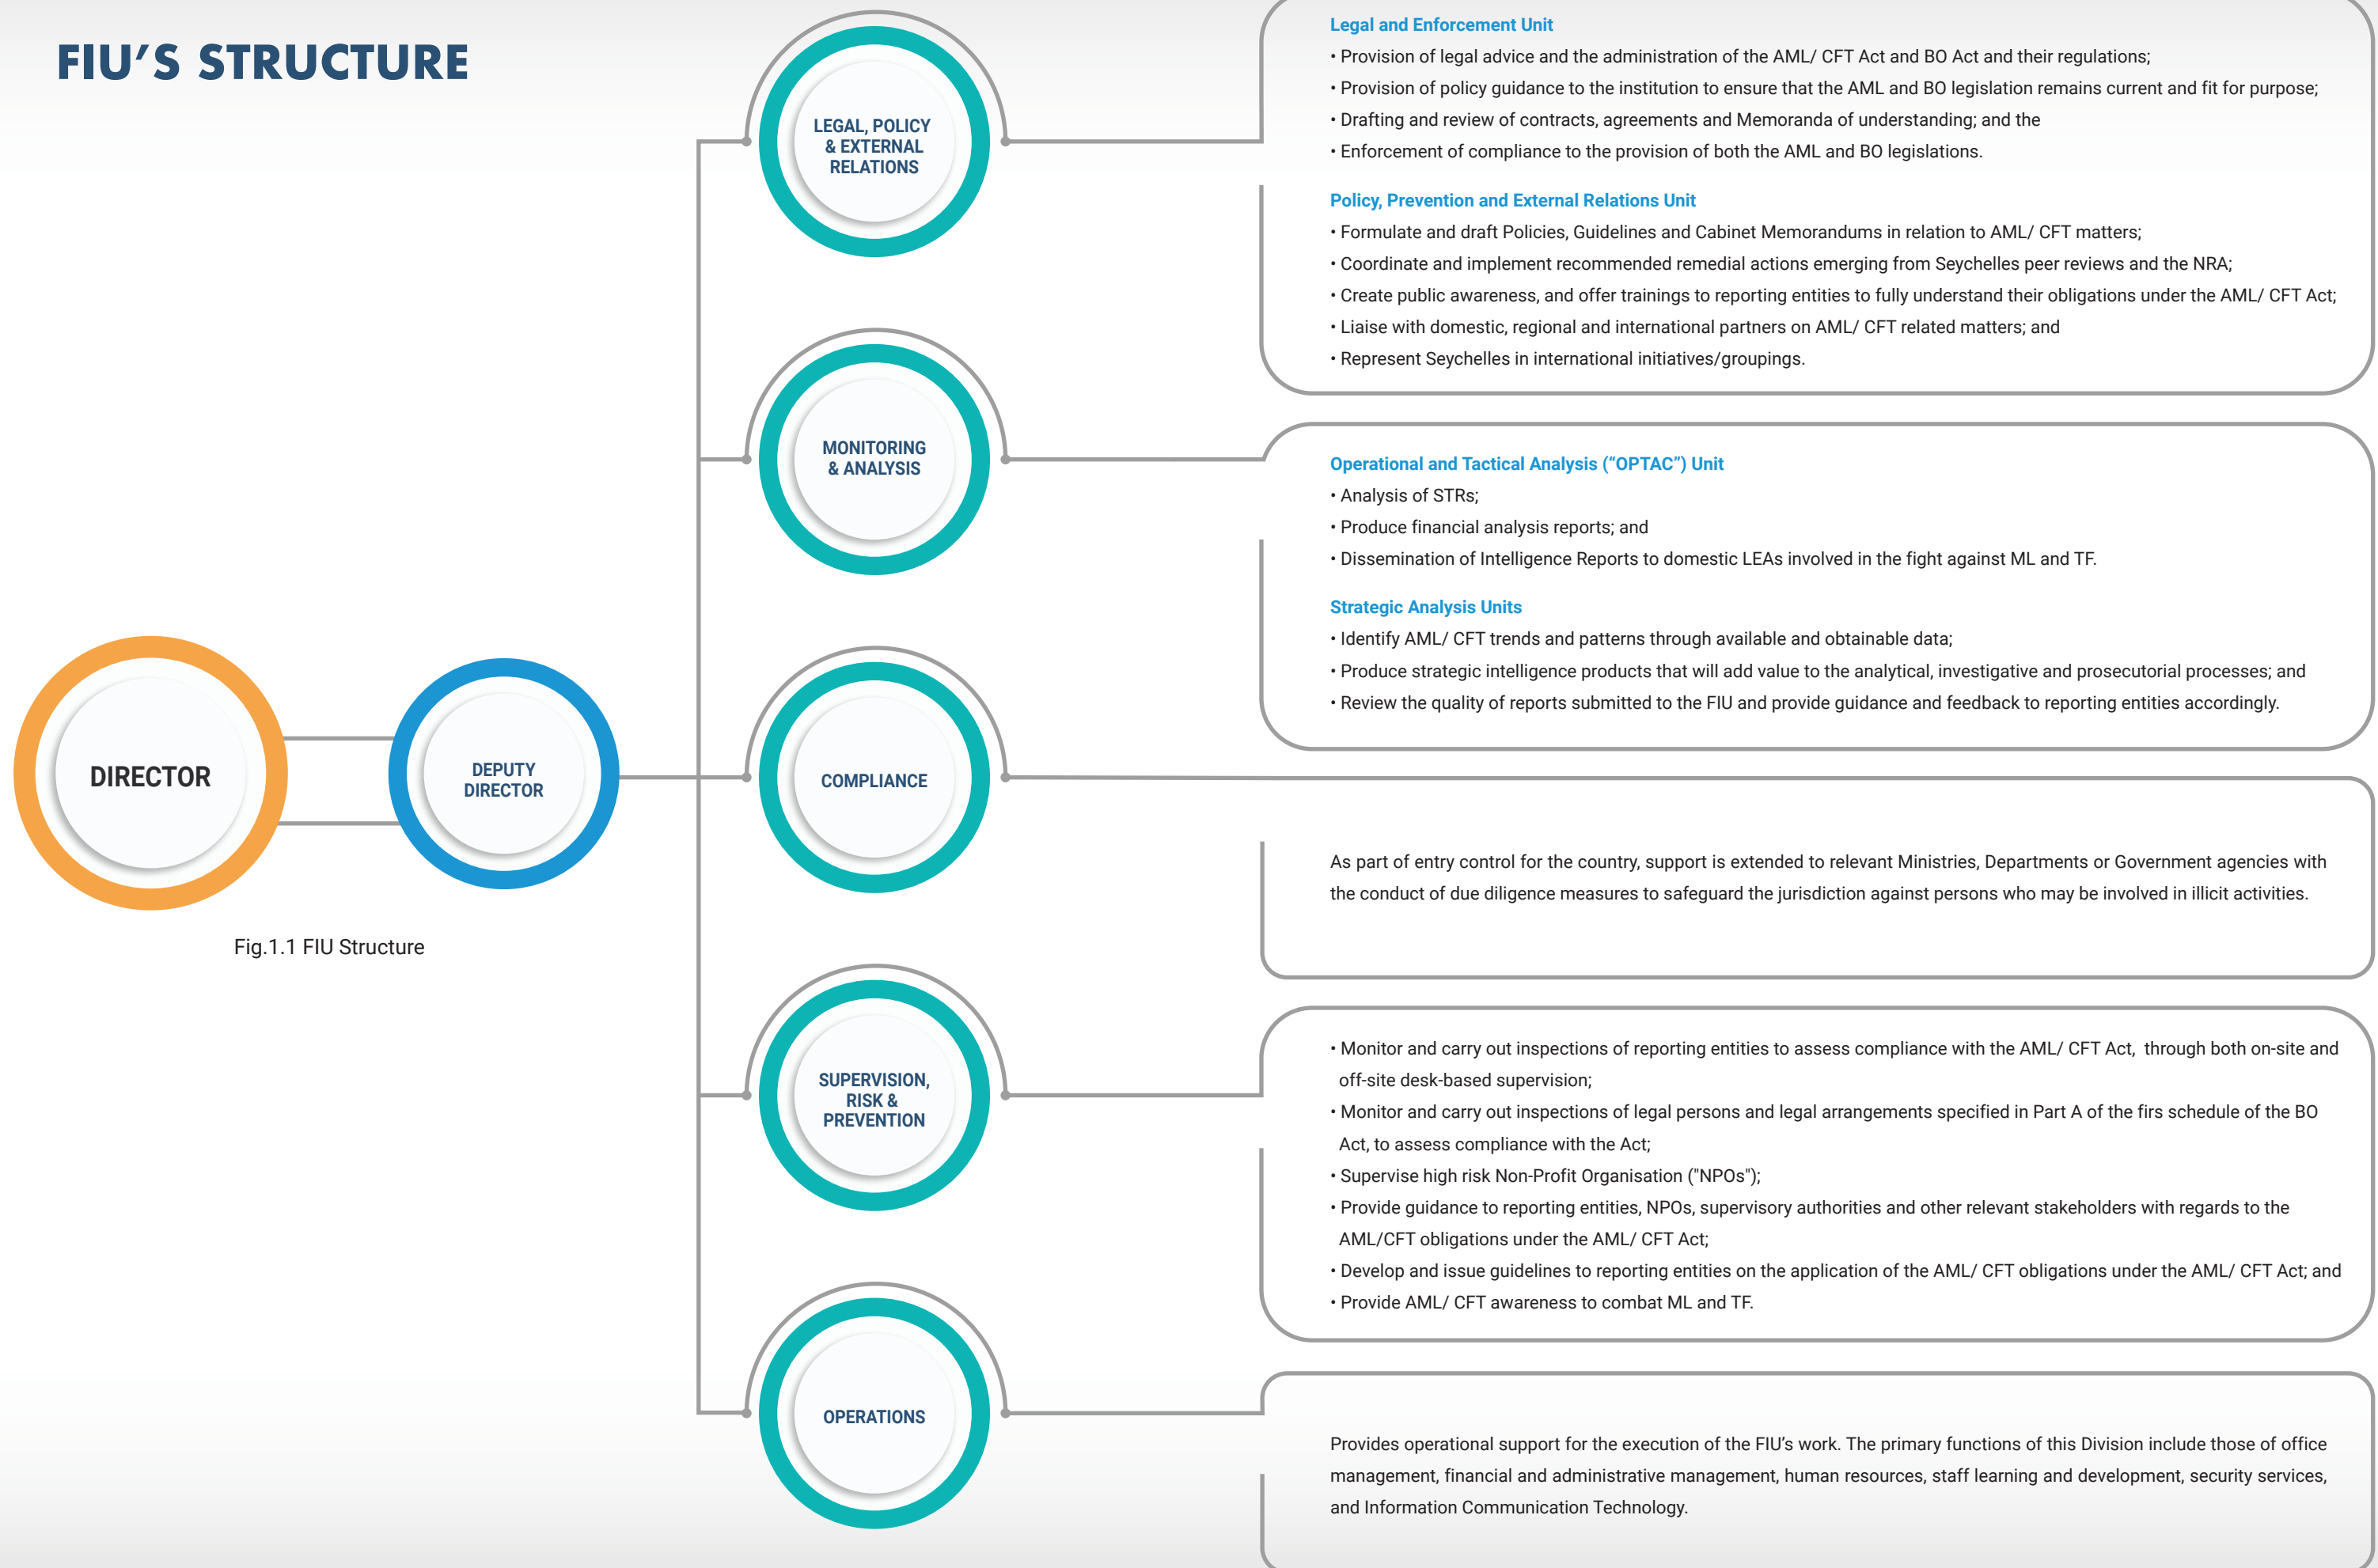 FIU'S STRUCTURE
DIRECTOR
DEPUTY
DIRECTOR
Fig.1.1 FIU Structure
LEGAL, POLICY
& EXTERNAL
RELATIONS
Legal and Enforcement Unit
• Provision of legal advice and the administration of the AML/ CFT Act and BO Act and their regulations;
• Provision of policy guidance to the institution to ensure that the AML and BO legislation remains current and fit for purpose;
• Drafting and review of contracts, agreements and Memoranda of understanding; and the
• Enforcement of compliance to the provision of both the AML and BO legislations.
Policy, Prevention and External Relations Unit
• Formulate and draft Policies, Guidelines and Cabinet Memorandums in relation to AML/ CFT matters;
• Coordinate and implement recommended remedial actions emerging from Seychelles peer reviews and the NRA;
• Create public awareness, and offer trainings to reporting entities to fully understand their obligations under the AML/ CFT Act;
• Liaise with domestic, regional and international partners on AML/ CFT related matters; and
• Represent Seychelles in international initiatives/groupings.
MONITORING
& ANALYSIS
Operational and Tactical Analysis (“OPTAC”) Unit
• Analysis of STRs;
• Produce financial analysis reports; and
• Dissemination of Intelligence Reports to domestic LEAs involved in the fight against ML and TF.
Strategic Analysis Units
• Identify AML/ CFT trends and patterns through available and obtainable data;
• Produce strategic intelligence products that will add value to the analytical, investigative and prosecutorial processes; and
• Review the quality of reports submitted to the FIU and provide guidance and feedback to reporting entities accordingly.
COMPLIANCE
As part of entry control for the country, support is extended to relevant Ministries, Departments or Government agencies with
the conduct of due diligence measures to safeguard the jurisdiction against persons who may be involved in illicit activities.
SUPERVISION,
RISK &
PREVENTION
• Monitor and carry out inspections of reporting entities to assess compliance with the AML/ CFT Act, through both on-site and
off-site desk-based supervision;
• Monitor and carry out inspections of legal persons and legal arrangements specified in Part A of the firs schedule of the BO
Act, to assess compliance with the Act;
• Supervise high risk Non-Profit Organisation ("NPOs");
• Provide guidance to reporting entities, NPOs, supervisory authorities and other relevant stakeholders with regards to the
AML/CFT obligations under the AML/ CFT Act;
• Develop and issue guidelines to reporting entities on the application of the AML/ CFT obligations under the AML/ CFT Act; and
• Provide AML/ CFT awareness to combat ML and TF.
OPERATIONS
Provides operational support for the execution of the FIU’s work. The primary functions of this Division include those of office
management, financial and administrative management, human resources, staff learning and development, security services,
and Information Communication Technology.